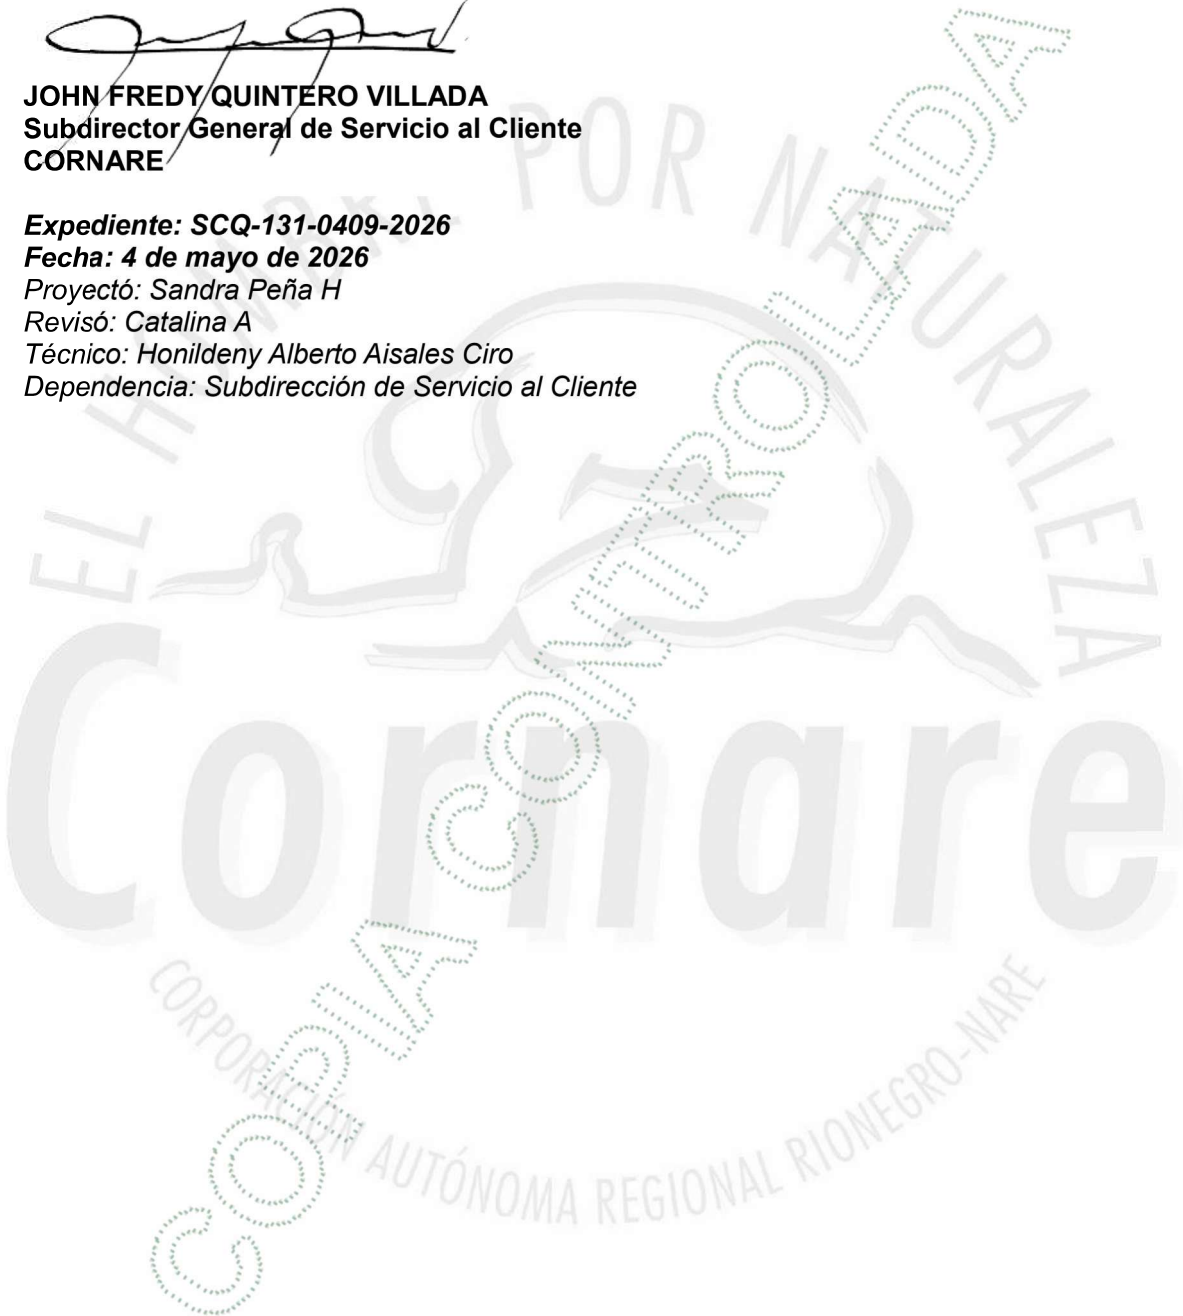 JOHN FREDY QUINTERO VILLADA
Subdirector General de Servicio al Cliente
CORNARE
Expediente: SCQ-131-0409-2026
Fecha: 4 de mayo de 2026
Proyectó: Sandra Peña H
Revisó: Catalina A
Técnico: Honildeny Alberto Aisales Ciro
Dependencia: Subdirección de Servicio al Cliente
EL HOMBRE POR NATURALEZA
Cornare
CORPORACIÓN AUTÓNOMA REGIONAL RIONEGRO-NARE
COPIA CONTROLADA